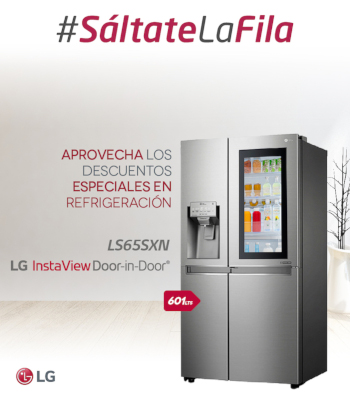 #SáltateLaFila
APROVECHA LOS
DESCUENTOS
ESPECIALES EN
REFRIGERACIÓN
LS65SXN
LG InstaView Door-in-Door®
601LTS
LG